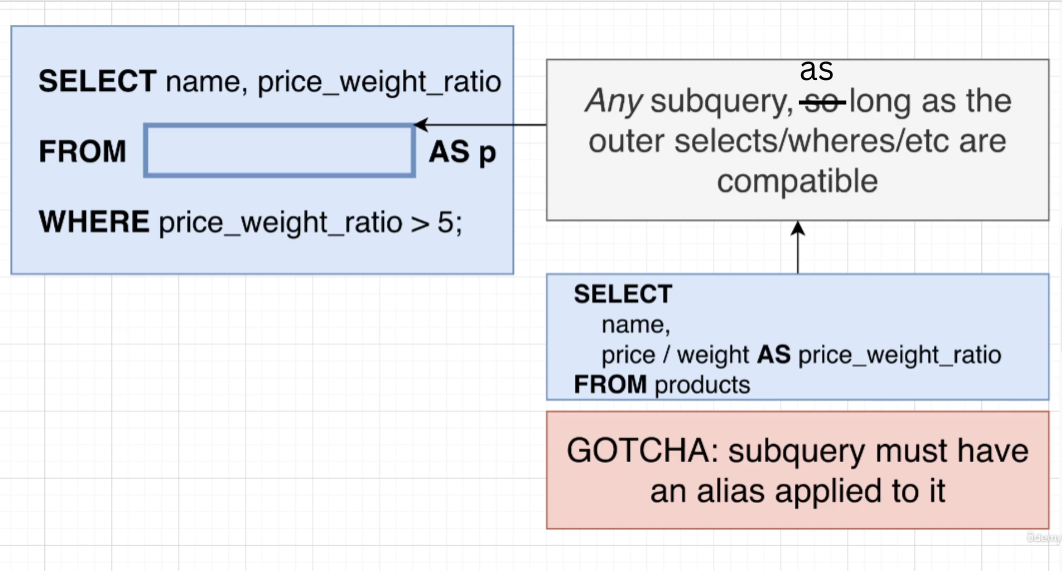 SELECT name, price_weight_ratio
FROM AS p
WHERE price_weight_ratio > 5;
as
Any subquery, so long as the
outer selects/wheres/etc are
compatible
SELECT
name,
price / weight AS price_weight_ratio
FROM products
GOTCHA: subquery must have
an alias applied to it